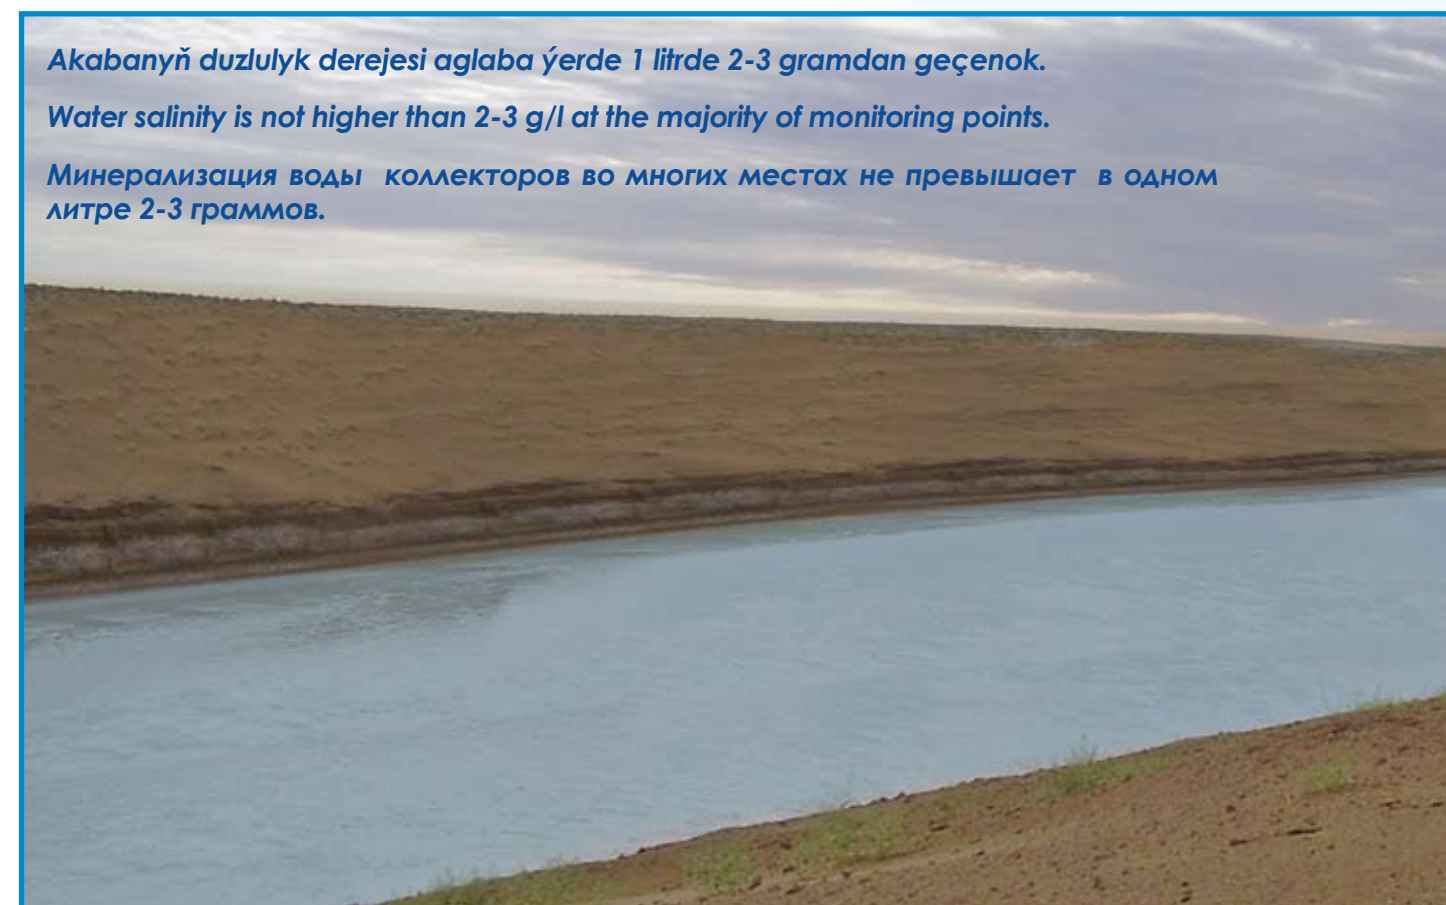 Akabanyň duzlulyk derejesi aglaba ýerde 1 litrde 2-3 gramdan geçenok.
Water salinity is not higher than 2-3 g/l at the majority of monitoring points.
Минерализация воды коллекторов во многих местах не превышает в одном
литре 2-3 граммов.